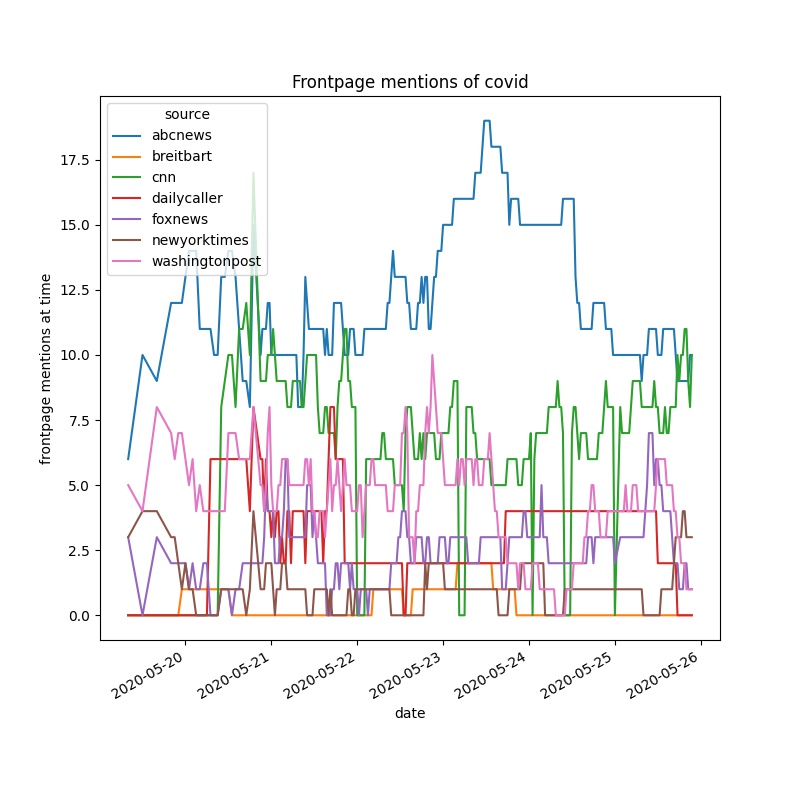 Frontpage mentions of covid
source
abcnews
breitbart
cnn
dailycaller
foxnews
newyorktimes
washingtonpost
frontpage mentions at time
17.5
15.0
12.5
10.0
7.5
5.0
2.5
0.0
2020-05-20
2020-05-21
2020-05-22
2020-05-23
2020-05-24
2020-05-25
2020-05-26
date